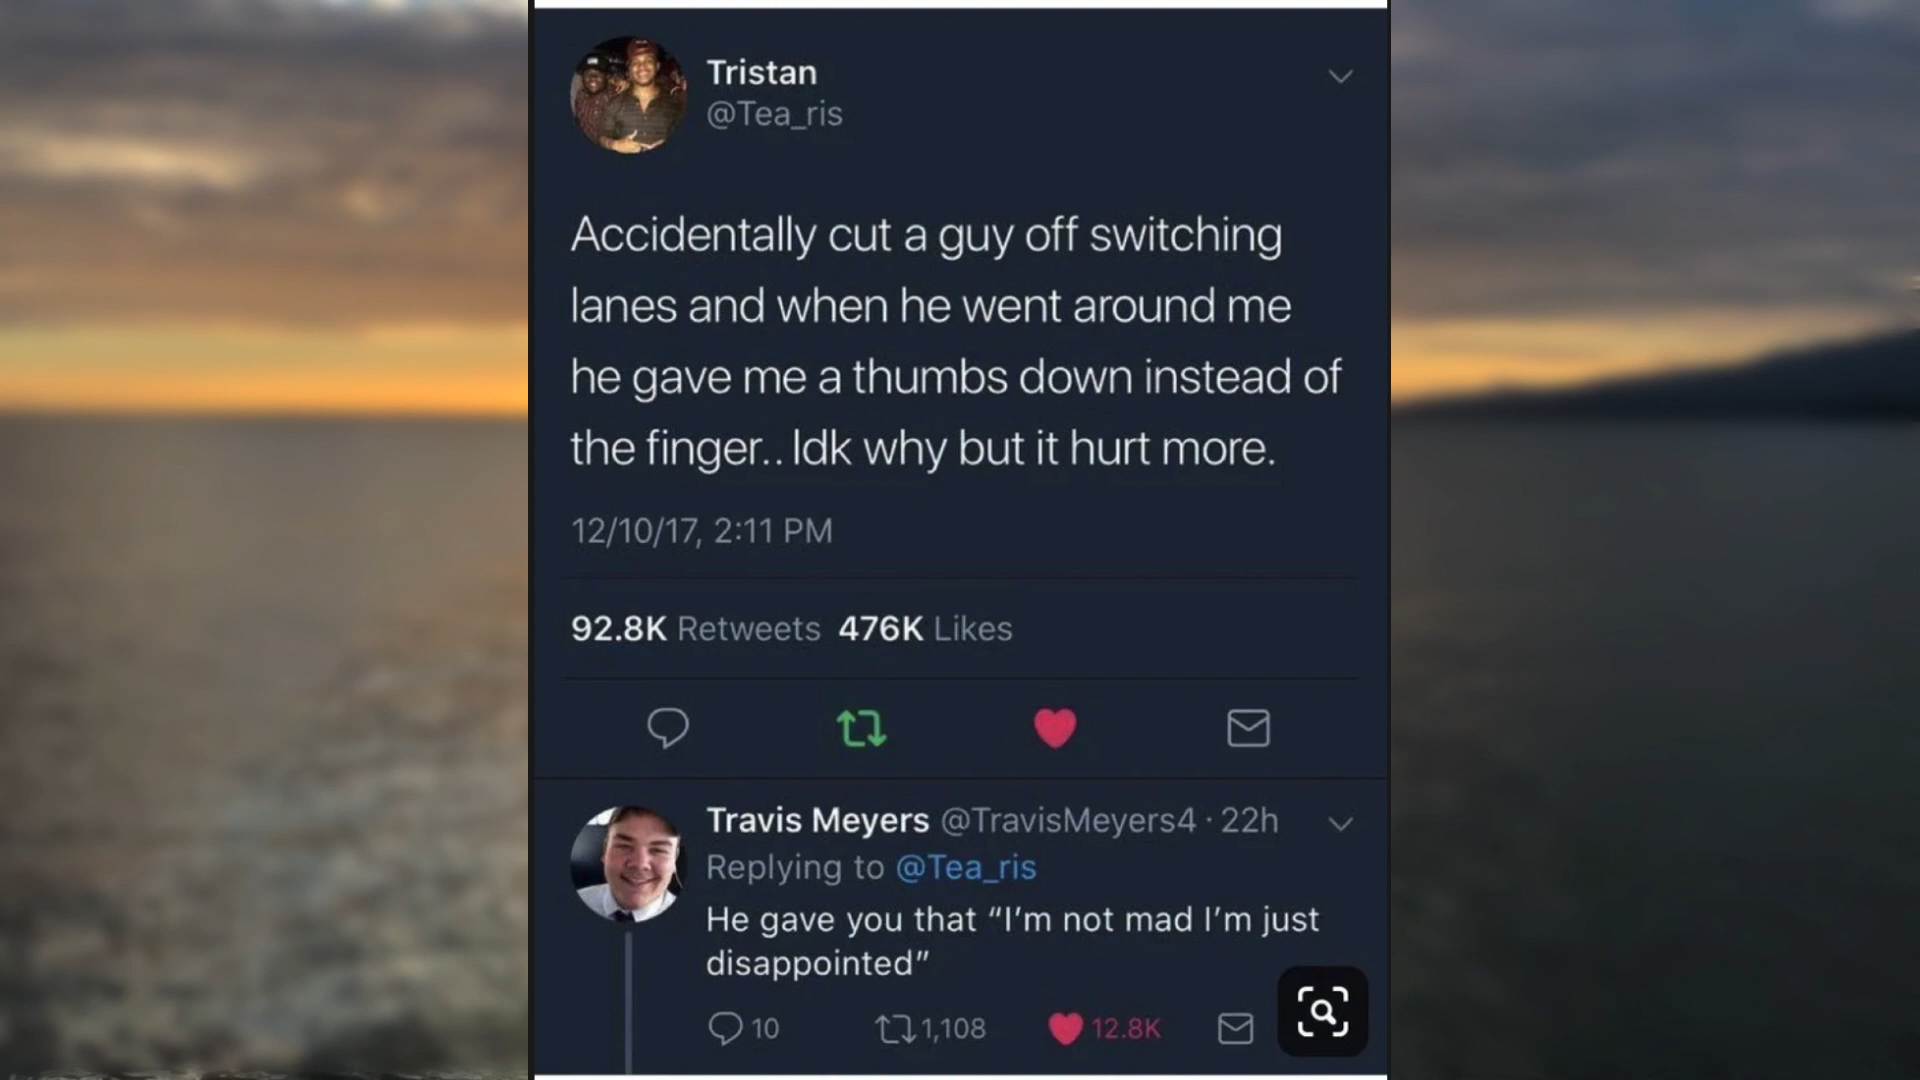 Tristan
@Tea_ris
Accidentally cut a guy off switching
lanes and when he went around me
he gave me a thumbs down instead of
the finger.. Idk why but it hurt more.
12/10/17, 2:11 PM
92.8K Retweets 476K Likes
Travis Meyers @TravisMeyers4 · 22h
Replying to @Tea_ris
He gave you that “I’m not mad I’m just
disappointed”
10 1,108 12.8K